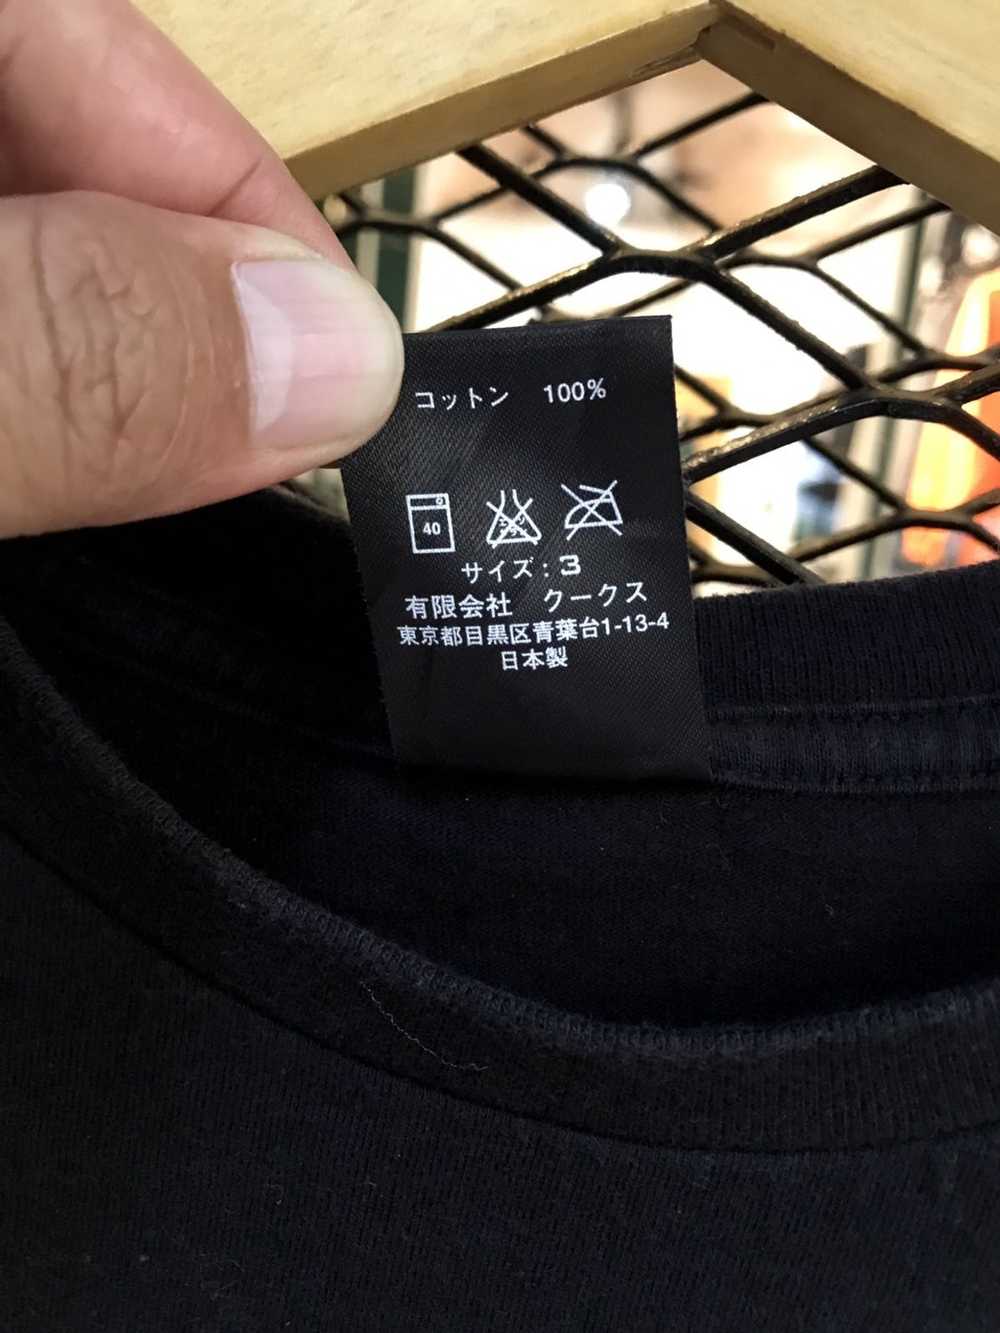 コットン 100%
40
サイズ：3
有限会社 クークス
東京都目黒区青葉台1-13-4
日本製